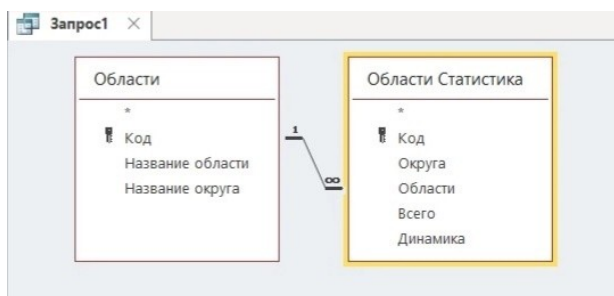 Запрос1
Области
*
Код
Название области
Название округа
1
∞
Области Статистика
*
Код
Округа
Области
Всего
Динамика